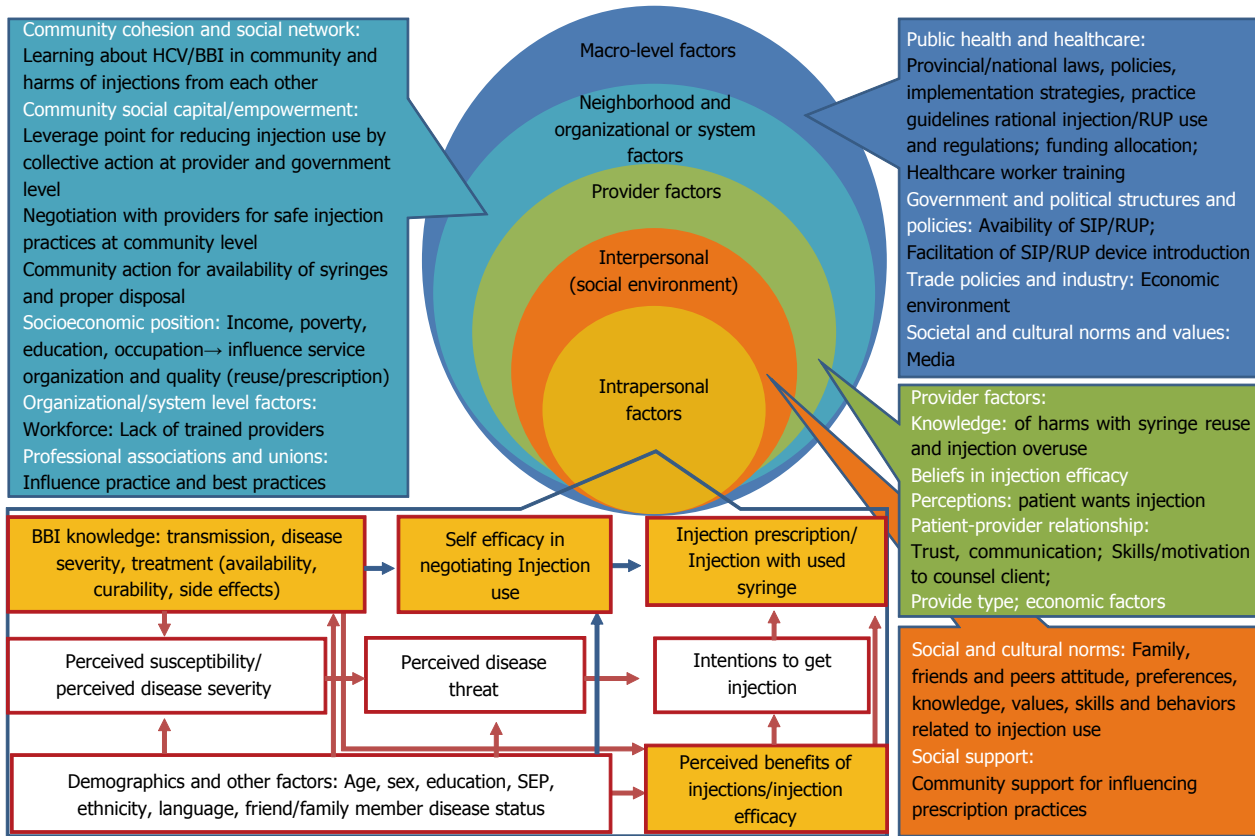 Community cohesion and social network:
Learning about HCV/BBI in community and
harms of injections from each other
Community social capital/empowerment:
Leverage point for reducing injection use by
collective action at provider and government
level
Negotiation with providers for safe injection
practices at community level
Community action for availability of syringes
and proper disposal
Socioeconomic position: Income, poverty,
education, occupation→ influence service
organization and quality (reuse/prescription)
Organizational/system level factors:
Workforce: Lack of trained providers
Professional associations and unions:
Influence practice and best practices
Macro-level factors
Neighborhood and
organizational or system
factors
Provider factors
Interpersonal
(social environment)
Intrapersonal
factors
Public health and healthcare:
Provincial/national laws, policies,
implementation strategies, practice
guidelines rational injection/RUP use
and regulations; funding allocation;
Healthcare worker training
Government and political structures and
policies: Avaibility of SIP/RUP;
Facilitation of SIP/RUP device introduction
Trade policies and industry: Economic
environment
Societal and cultural norms and values:
Media
Provider factors:
Knowledge: of harms with syringe reuse
and injection overuse
Beliefs in injection efficacy
Perceptions: patient wants injection
Patient-provider relationship:
Trust, communication; Skills/motivation
to counsel client;
Provide type; economic factors
Social and cultural norms: Family,
friends and peers attitude, preferences,
knowledge, values, skills and behaviors
related to injection use
Social support:
Community support for influencing
prescription practices
BBI knowledge: transmission, disease
severity, treatment (availability,
curability, side effects)
Self efficacy in
negotiating Injection
use
Injection prescription/
Injection with used
syringe
Perceived susceptibility/
perceived disease severity
Perceived disease
threat
Intentions to get
injection
Demographics and other factors: Age, sex, education, SEP,
ethnicity, language, friend/family member disease status
Perceived benefits of
injections/injection
efficacy